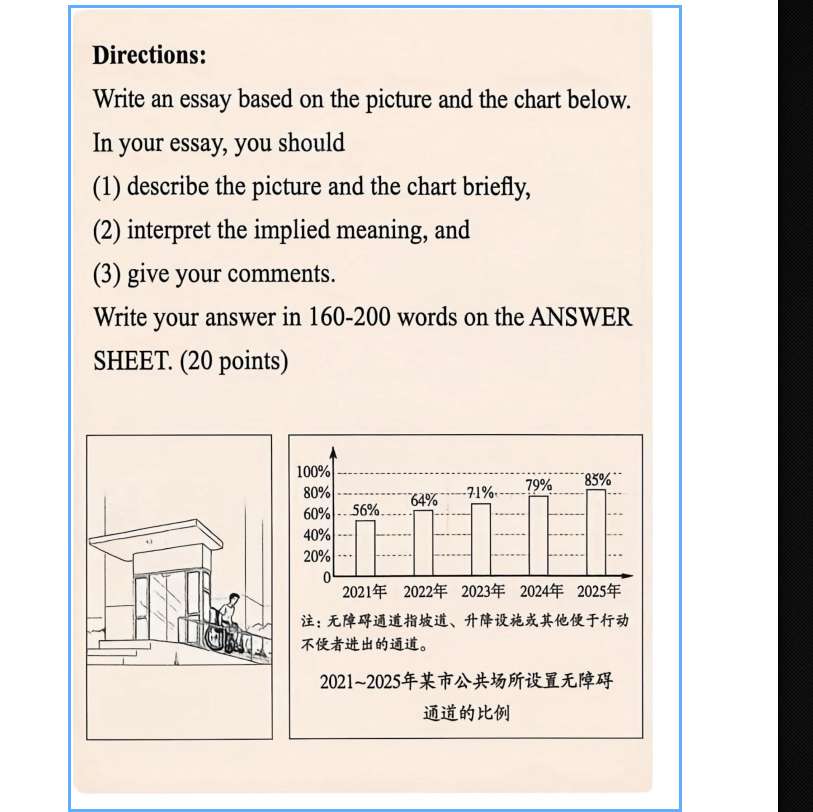 Directions:
Write an essay based on the picture and the chart below.
In your essay, you should
(1) describe the picture and the chart briefly,
(2) interpret the implied meaning, and
(3) give your comments.
Write your answer in 160-200 words on the ANSWER
SHEET. (20 points)
100%
80%
60%
40%
20%
0
56%
64%
71%
79%
85%
2021年 2022年 2023年 2024年 2025年
注：无障碍通道指坡道、升降设施或其他便于行动
不便者进出的通道。
2021~2025年某市公共场所设置无障碍
通道的比例